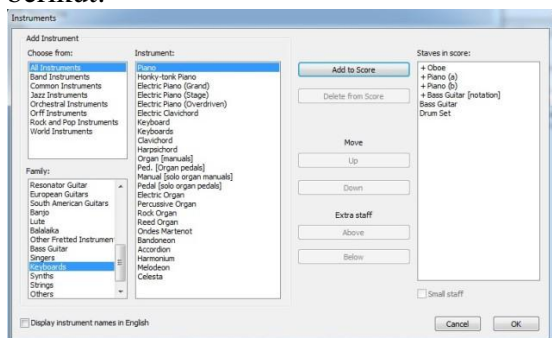 berikut:
Instruments
Add Instrument
Choose from:
All Instruments
Band Instruments
Common Instruments
Jazz Instruments
Orchestral Instruments
Orff Instruments
Rock and Pop Instruments
World Instruments
Family:
Resonator Guitar
European Guitars
South American Guitars
Banjo
Lute
Balalaika
Other Fretted Instrumen
Bass Guitar
Singers
Keyboards
Synths
Strings
Others
Instrument:
Piano
Honky-tonk Piano
Electric Piano (Grand)
Electric Piano (Stage)
Electric Piano (Overdriven)
Electric Clavichord
Keyboard
Keyboards
Clavichord
Harpsichord
Organ [manuals]
Ped. [Organ pedals]
Manual [solo organ manuals]
Pedal [solo organ pedals]
Electric Organ
Percussive Organ
Rock Organ
Reed Organ
Ondes Martenot
Bandoneon
Accordion
Harmonium
Melodeon
Celesta
Add to Score
Delete from Score
Move
Up
Down
Extra staff
Above
Below
Staves in score:
+ Oboe
+ Piano (a)
+ Piano (b)
+ Bass Guitar [notation]
Bass Guitar
Drum Set
Small staff
Display instrument names in English
Cancel
OK